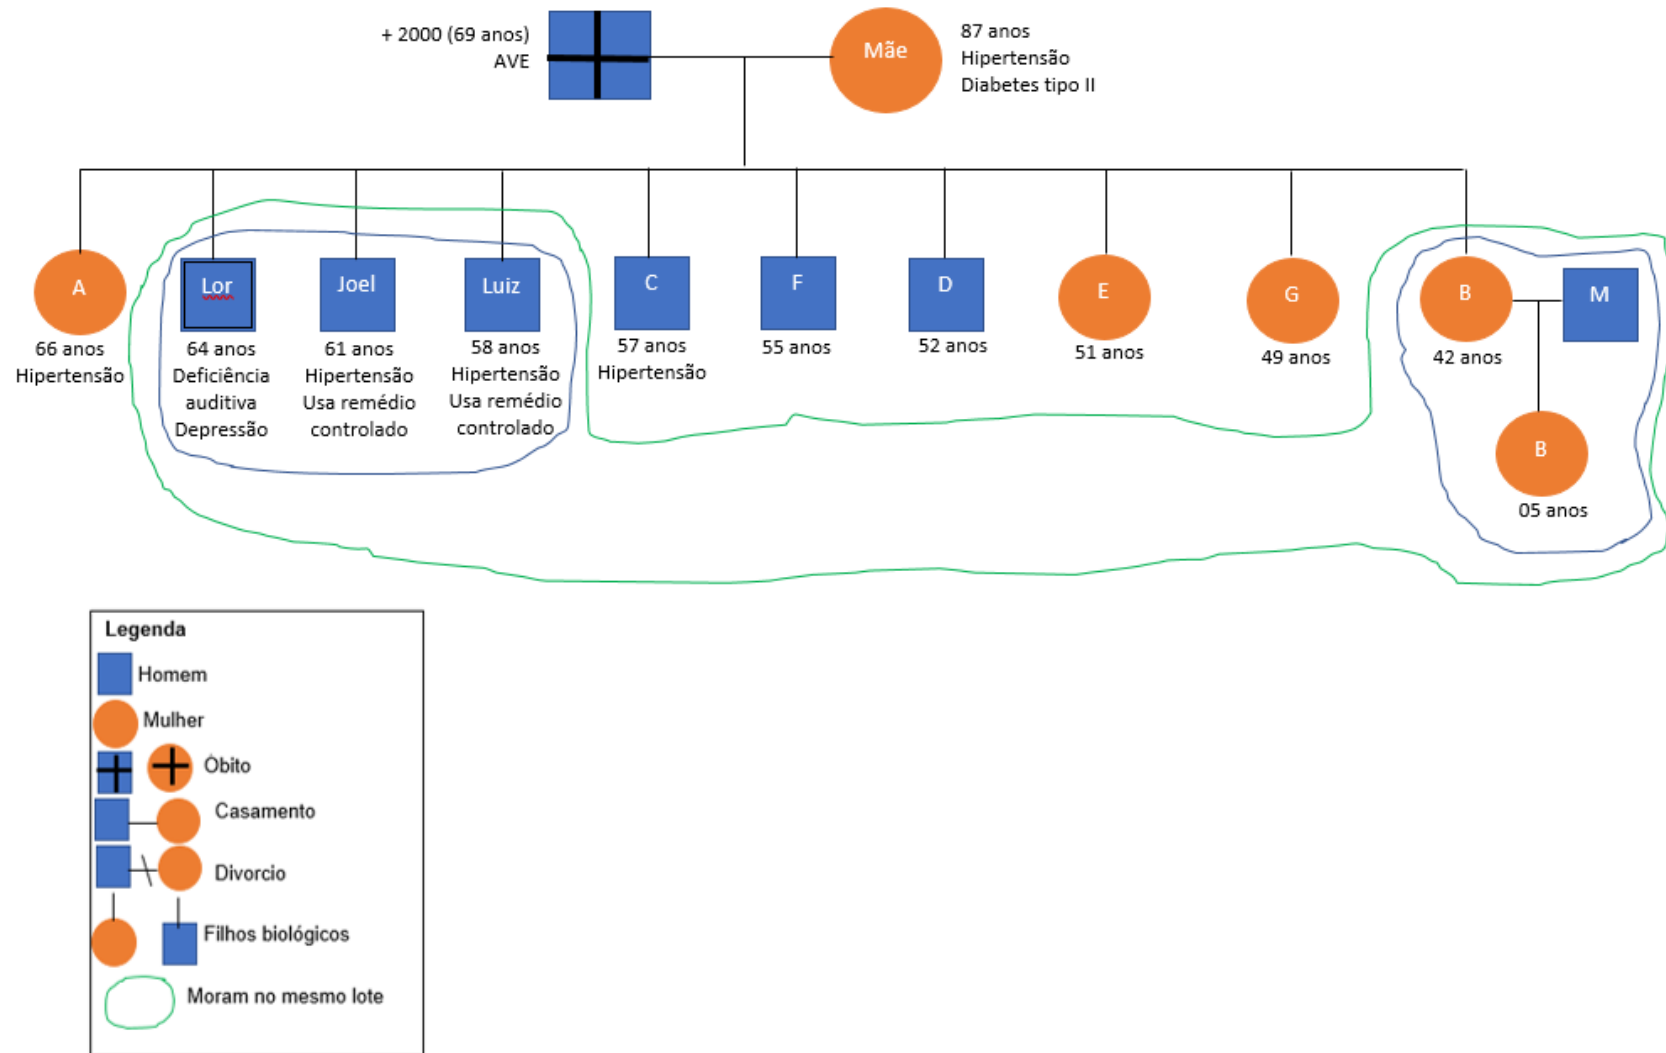 + 2000 (69 anos)
AVE
Mãe
87 anos
Hipertensão
Diabetes tipo II
A
66 anos
Hipertensão
Lor
64 anos
Deficiência
auditiva
Depressão
Joel
61 anos
Hipertensão
Usa remédio
controlado
Luiz
58 anos
Hipertensão
Usa remédio
controlado
C
57 anos
Hipertensão
F
55 anos
D
52 anos
E
51 anos
G
49 anos
B
42 anos
M
B
05 anos
Legenda
Homem
Mulher
Óbito
Casamento
Divorcio
Filhos biológicos
Moram no mesmo lote